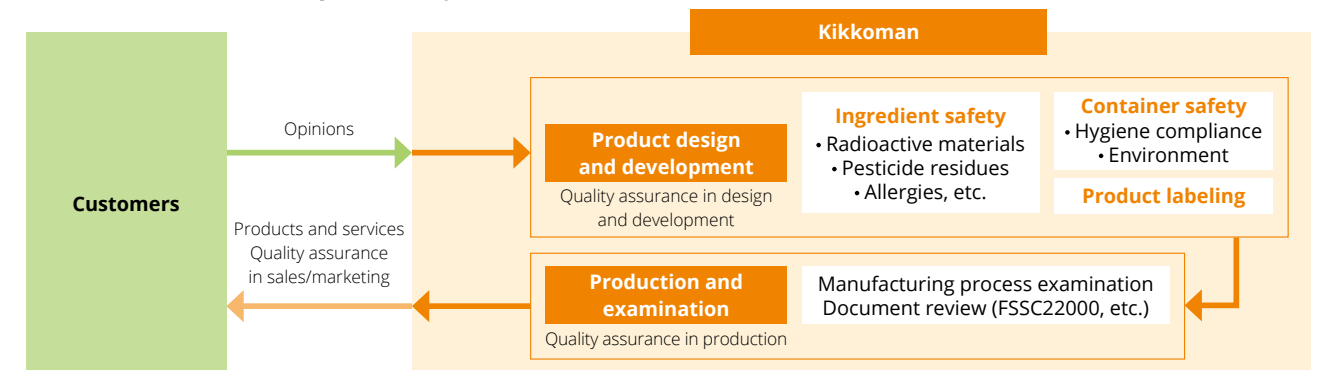 Kikkoman
Customers
Opinions
Products and services
Quality assurance
in sales/marketing
Product design
and development
Quality assurance in design
and development
Ingredient safety
• Radioactive materials
• Pesticide residues
• Allergies, etc.
Container safety
• Hygiene compliance
• Environment
Product labeling
Production and
examination
Quality assurance in production
Manufacturing process examination
Document review (FSSC22000, etc.)